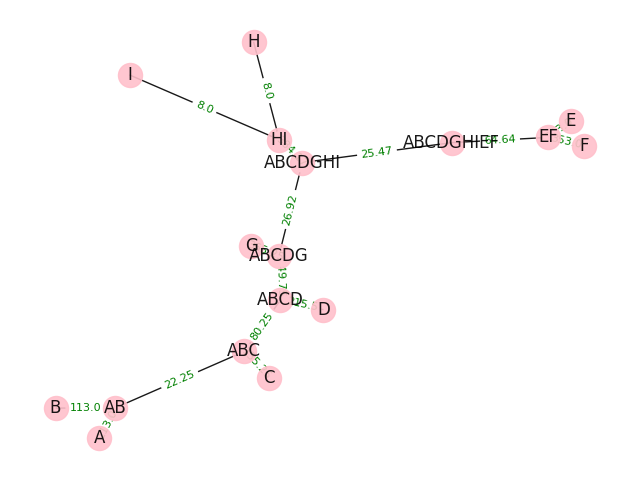 H
I
8.0
8.0
E
HI
ABCDGHIEF
64.64
EF
F
25.47
ABCDGHI
26.92
G
ABCDG
ABCD
D
80.25
ABC
22.25
C
B
113.0
AB
A